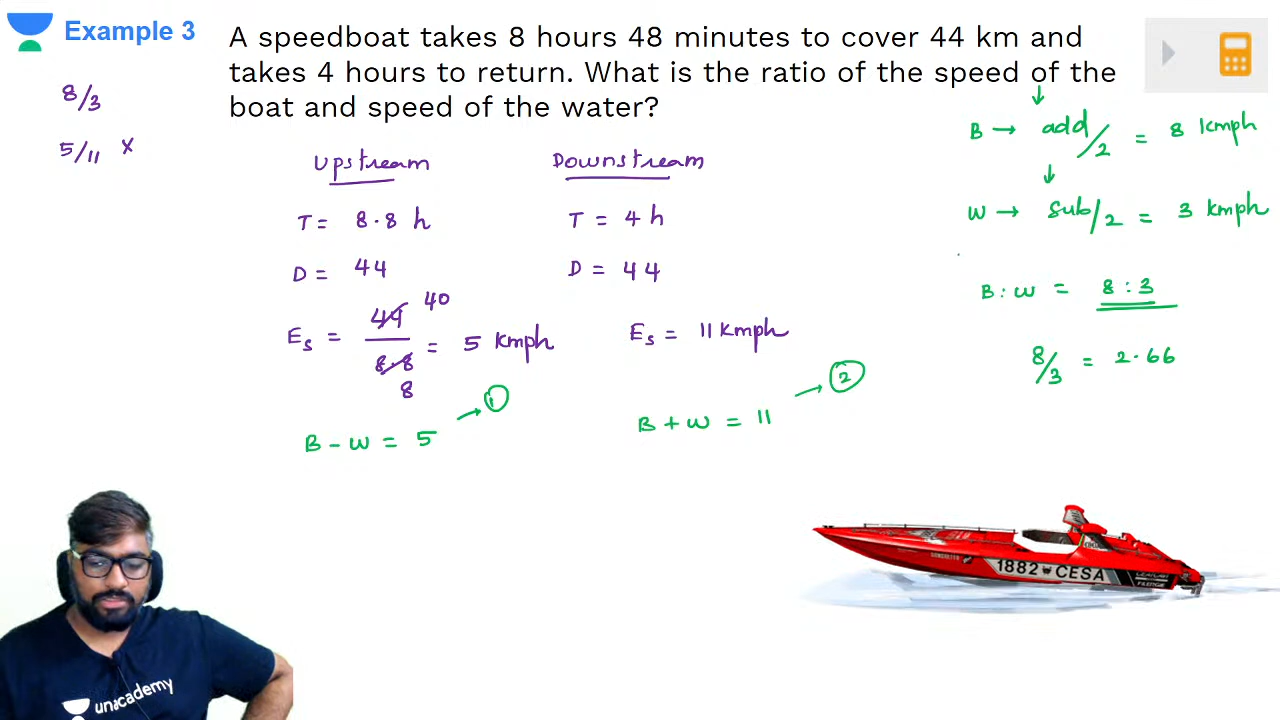 Example 3
A speedboat takes 8 hours 48 minutes to cover 44 km and
takes 4 hours to return. What is the ratio of the speed of the
boat and speed of the water?
8/3
5/11 x
Upstream
T = 8.8 h
D = 44
Es = 44/8.8 = 5 Kmph
40
8
B - W = 5 → 1
Downstream
T = 4 h
D = 44
Es = 11 Kmph
B + W = 11 → 2
B → add/2 = 8 Kmph
W → sub/2 = 3 Kmph
B : W = 8 : 3
8/3 = 2.66
1882 CESA
unacademy